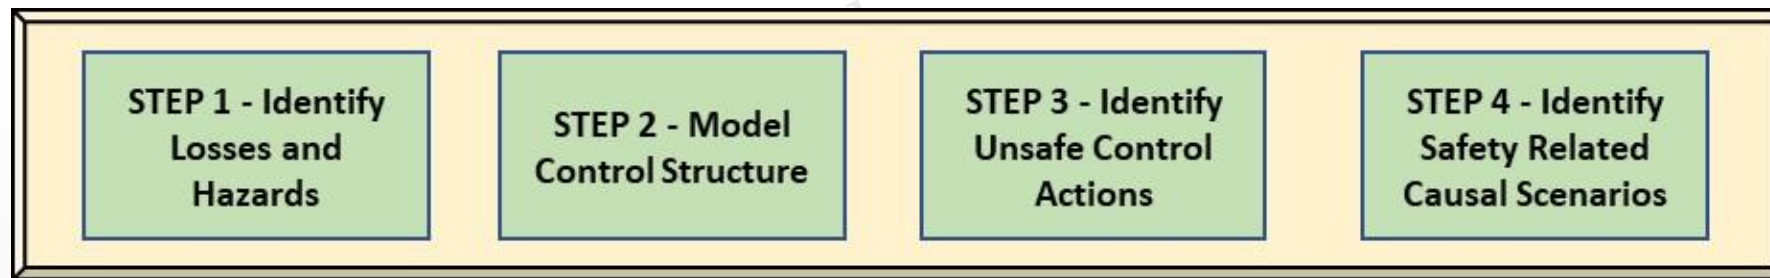 STEP 1 - Identify
Losses and
Hazards
STEP 2 - Model
Control Structure
STEP 3 - Identify
Unsafe Control
Actions
STEP 4 - Identify
Safety Related
Causal Scenarios